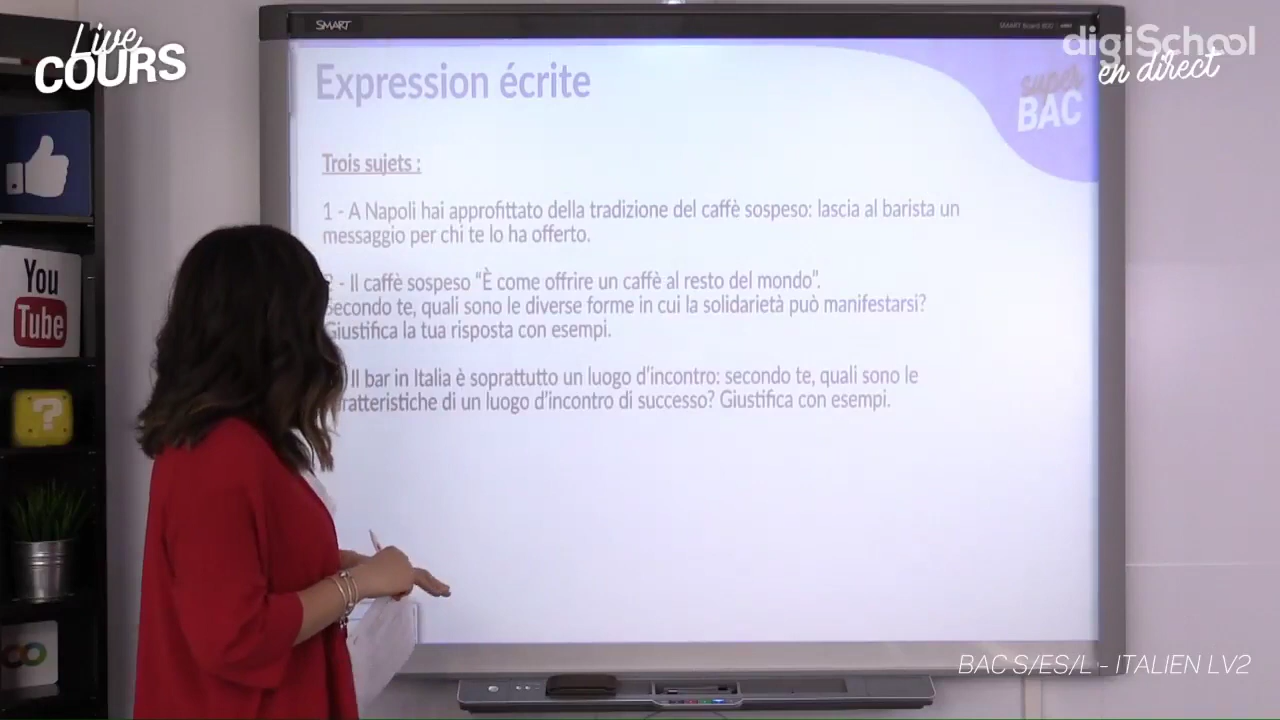 Live
COURS
SMART
digiSchool
en direct
super
BAC
Expression écrite
Trois sujets :
1 - A Napoli hai approfittato della tradizione del caffè sospeso: lascia al barista un
messaggio per chi te lo ha offerto.
- Il caffè sospeso "È come offrire un caffè al resto del mondo".
Secondo te, quali sono le diverse forme in cui la solidarietà può manifestarsi?
Giustifica la tua risposta con esempi.
Il bar in Italia è soprattutto un luogo d'incontro: secondo te, quali sono le
ratteristiche di un luogo d'incontro di successo? Giustifica con esempi.
You
Tube
?
BAC S/ES/L - ITALIEN LV2